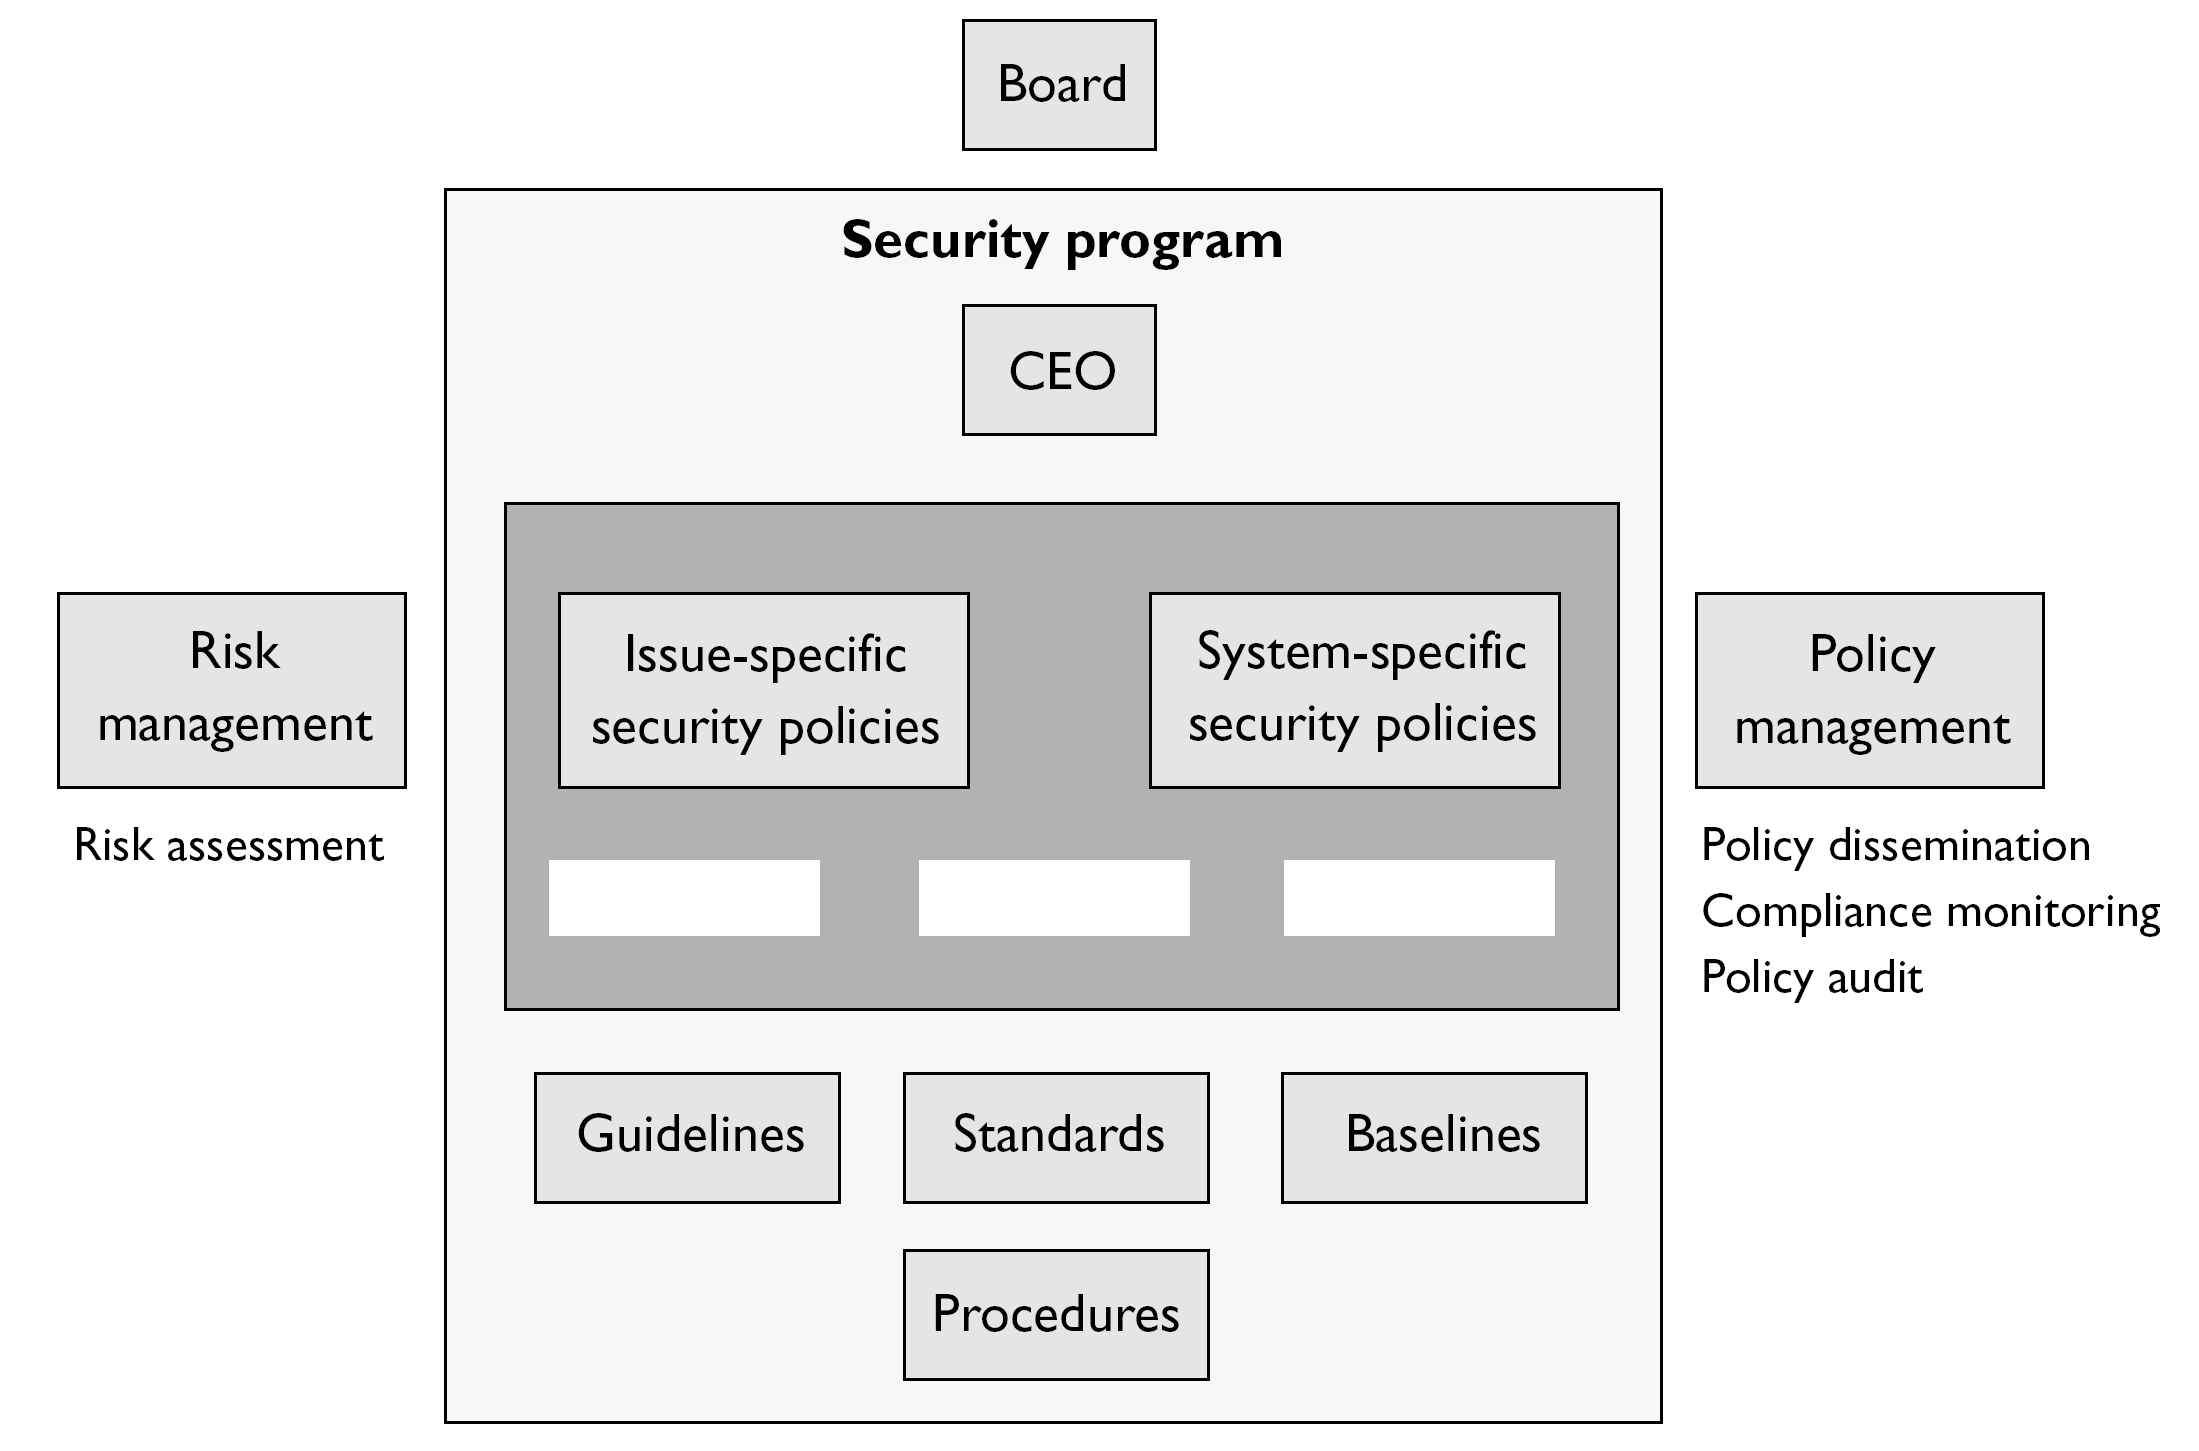 Board
Security program
CEO
Risk
management
Risk assessment
Issue-specific
security policies
System-specific
security policies
Policy
management
Policy dissemination
Compliance monitoring
Policy audit
Guidelines
Standards
Baselines
Procedures